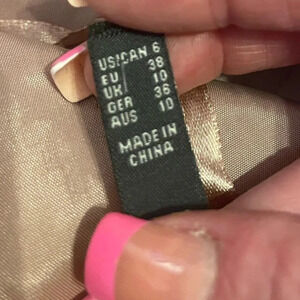 US/CAN 6
EU 38
UK 10
GER 36
AUS 10
MADE IN
CHINA